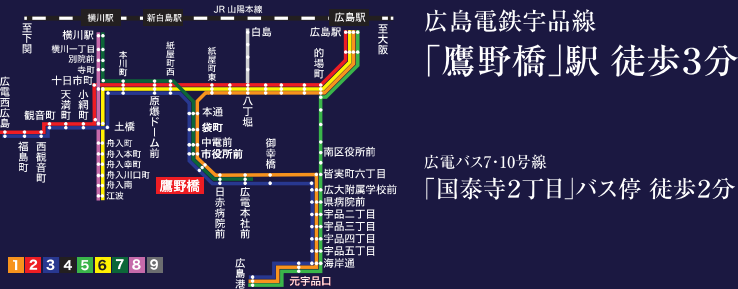 JR 山陽本線
横川駅
新白島駅
広島駅
至下関
至大阪
横川駅
横川一丁目
別院前
寺町
十日市町
本川町
紙屋町西
紙屋町東
白島
広島駅
的場町
広電西広島
天満町
小網町
観音町
土橋
福島町
西観音町
原爆ドーム前
本通
袋町
中電前
市役所前
八丁堀
御幸橋
舟入町
舟入本町
舟入幸町
舟入川口町
舟入南
江波
鷹野橋
日赤病院前
広電本社前
南区役所前
皆実町六丁目
広大附属学校前
県病院前
宇品二丁目
宇品三丁目
宇品四丁目
宇品五丁目
海岸通
元宇品口
広島港
1 2 3 4 5 6 7 8 9
広島電鉄宇品線
「鷹野橋」駅 徒歩3分
広電バス7・10号線
「国泰寺2丁目」バス停 徒歩2分